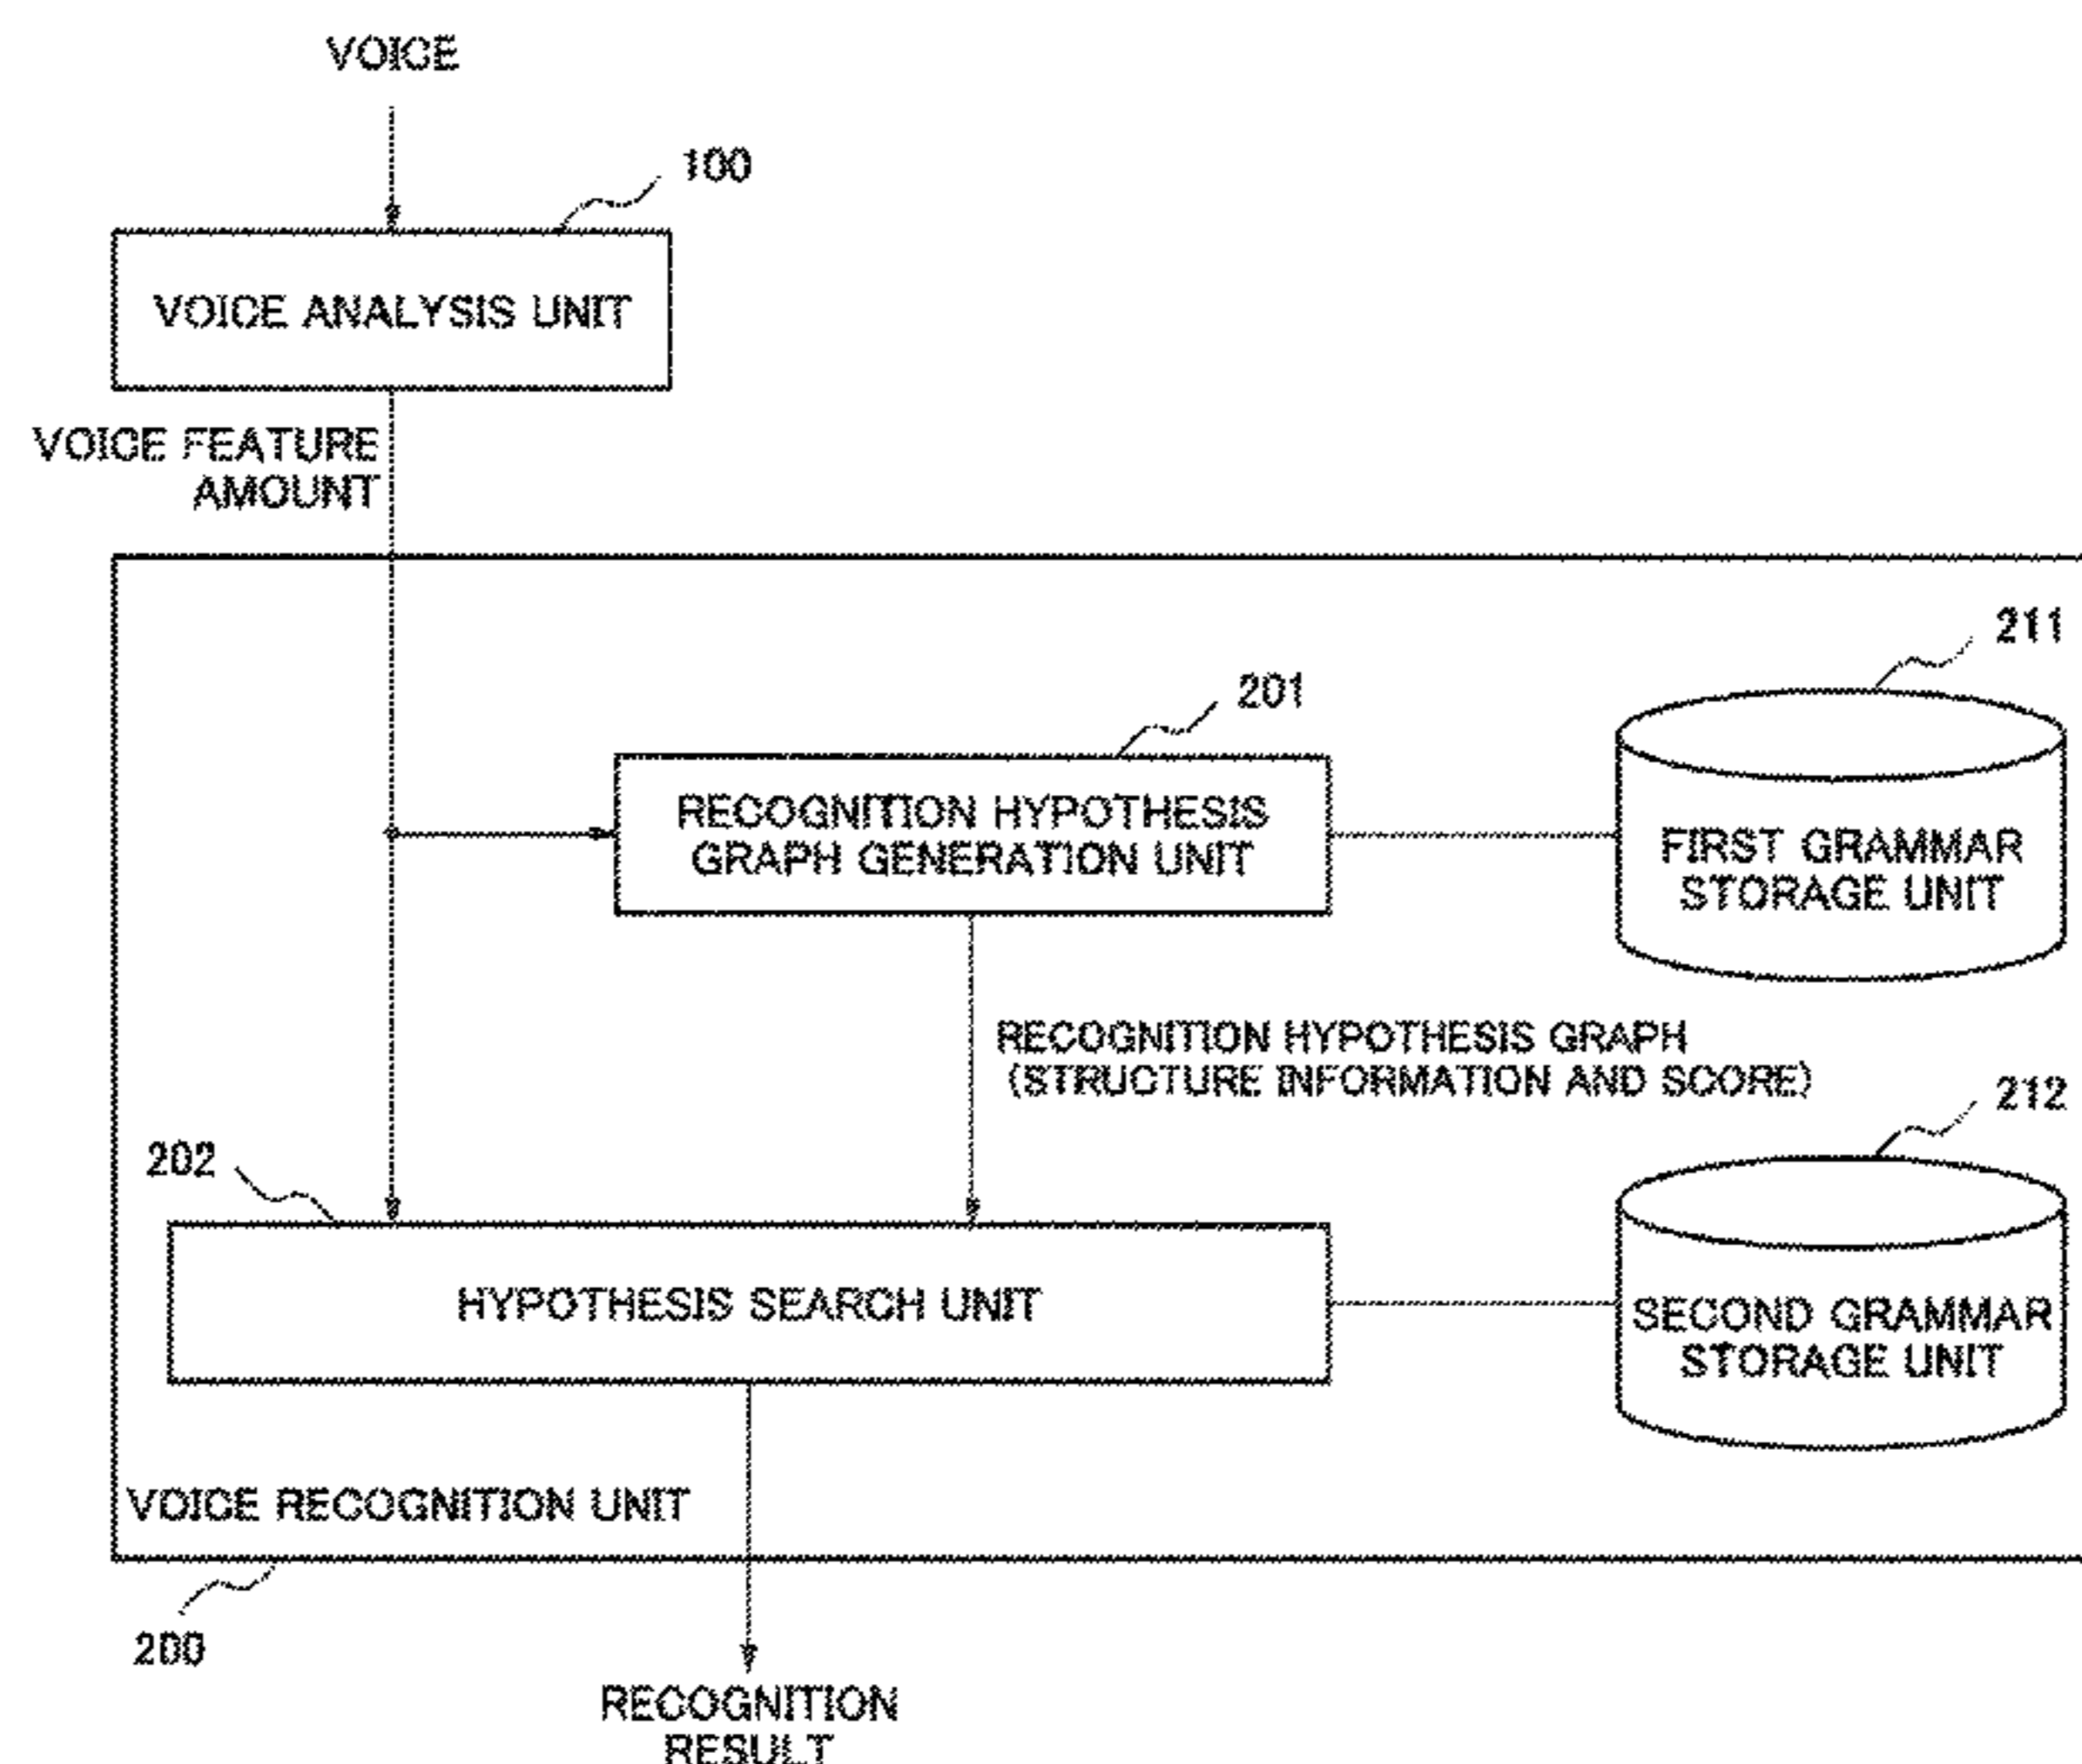 VOICE
100
VOICE ANALYSIS UNIT
VOICE FEATURE
AMOUNT
211
201
RECOGNITION HYPOTHESIS
GRAPH GENERATION UNIT
FIRST GRAMMAR
STORAGE UNIT
RECOGNITION HYPOTHESIS GRAPH
(STRUCTURE INFORMATION AND SCORE)
212
202
HYPOTHESIS SEARCH UNIT
SECOND GRAMMAR
STORAGE UNIT
VOICE RECOGNITION UNIT
200
RECOGNITION
RESULT